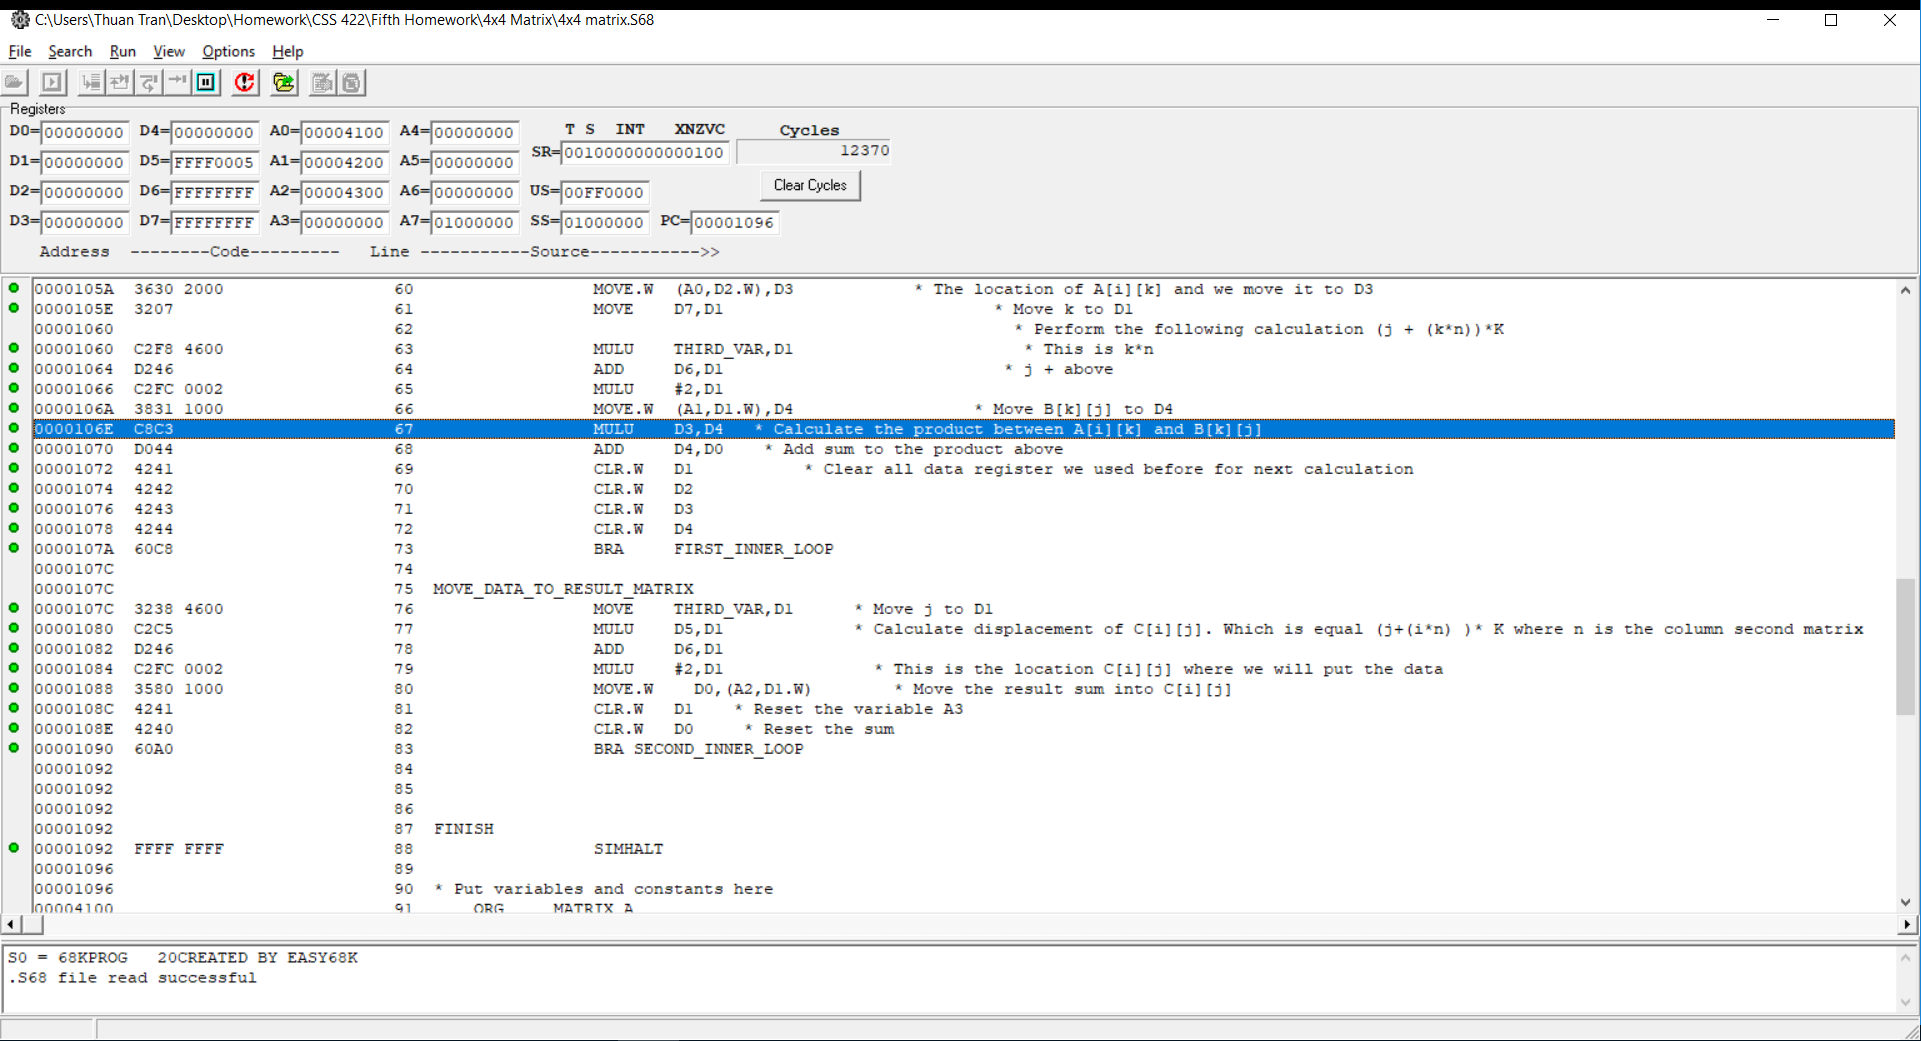 C:\Users\Thuan Tran\Desktop\Homework\CSS 422\Fifth Homework\4x4 Matrix\4x4 matrix.S68
File Search Run View Options Help
Registers
T S INT XNZVC Cycles
D0= 00000000 D4= 00000000 A0= 00004100 A4= 00000000
SR= 0010000000000100 12370
D1= 00000000 D5= FFFF0005 A1= 00004200 A5= 00000000
Clear Cycles
D2= 00000000 D6= FFFFFFFF A2= 00004300 A6= 00000000 US= 00FF0000
D3= 00000000 D7= FFFFFFFF A3= 00000000 A7= 01000000 SS= 01000000 PC= 00001096
Address --------Code--------- Line -----------Source----------->>
0000105A 3630 2000 60 MOVE.W (A0,D2.W),D3 * The location of A[i][k] and we move it to D3
0000105E 3207 61 MOVE D7,D1 * Move k to D1
00001060 62 * Perform the following calculation (j + (k*n))*K
00001060 C2F8 4600 63 MULU THIRD_VAR,D1 * This is k*n
00001064 D246 64 ADD D6,D1 * j + above
00001066 C2FC 0002 65 MULU #2,D1
0000106A 3831 1000 66 MOVE.W (A1,D1.W),D4 * Move B[k][j] to D4
0000106E C8C3 67 MULU D3,D4 * Calculate the product between A[i][k] and B[k][j]
00001070 D044 68 ADD D4,D0 * Add sum to the product above
00001072 4241 69 CLR.W D1 * Clear all data register we used before for next calculation
00001074 4242 70 CLR.W D2
00001076 4243 71 CLR.W D3
00001078 4244 72 CLR.W D4
0000107A 60C8 73 BRA FIRST_INNER_LOOP
0000107C 74
0000107C 75 MOVE_DATA_TO_RESULT_MATRIX
0000107C 3238 4600 76 MOVE THIRD_VAR,D1 * Move j to D1
00001080 C2C5 77 MULU D5,D1 * Calculate displacement of C[i][j]. Which is equal (j+(i*n) )* K where n is the column second matrix
00001082 D246 78 ADD D6,D1
00001084 C2FC 0002 79 MULU #2,D1 * This is the location C[i][j] where we will put the data
00001088 3580 1000 80 MOVE.W D0,(A2,D1.W) * Move the result sum into C[i][j]
0000108C 4241 81 CLR.W D1 * Reset the variable A3
0000108E 4240 82 CLR.W D0 * Reset the sum
00001090 60A0 83 BRA SECOND_INNER_LOOP
00001092 84
00001092 85
00001092 86
00001092 87 FINISH
00001092 FFFF FFFF 88 SIMHALT
00001096 89
00001096 90 * Put variables and constants here
00004100 91 ORG MATRIX_A
S0 = 68KPROG 20CREATED BY EASY68K
.S68 file read successful